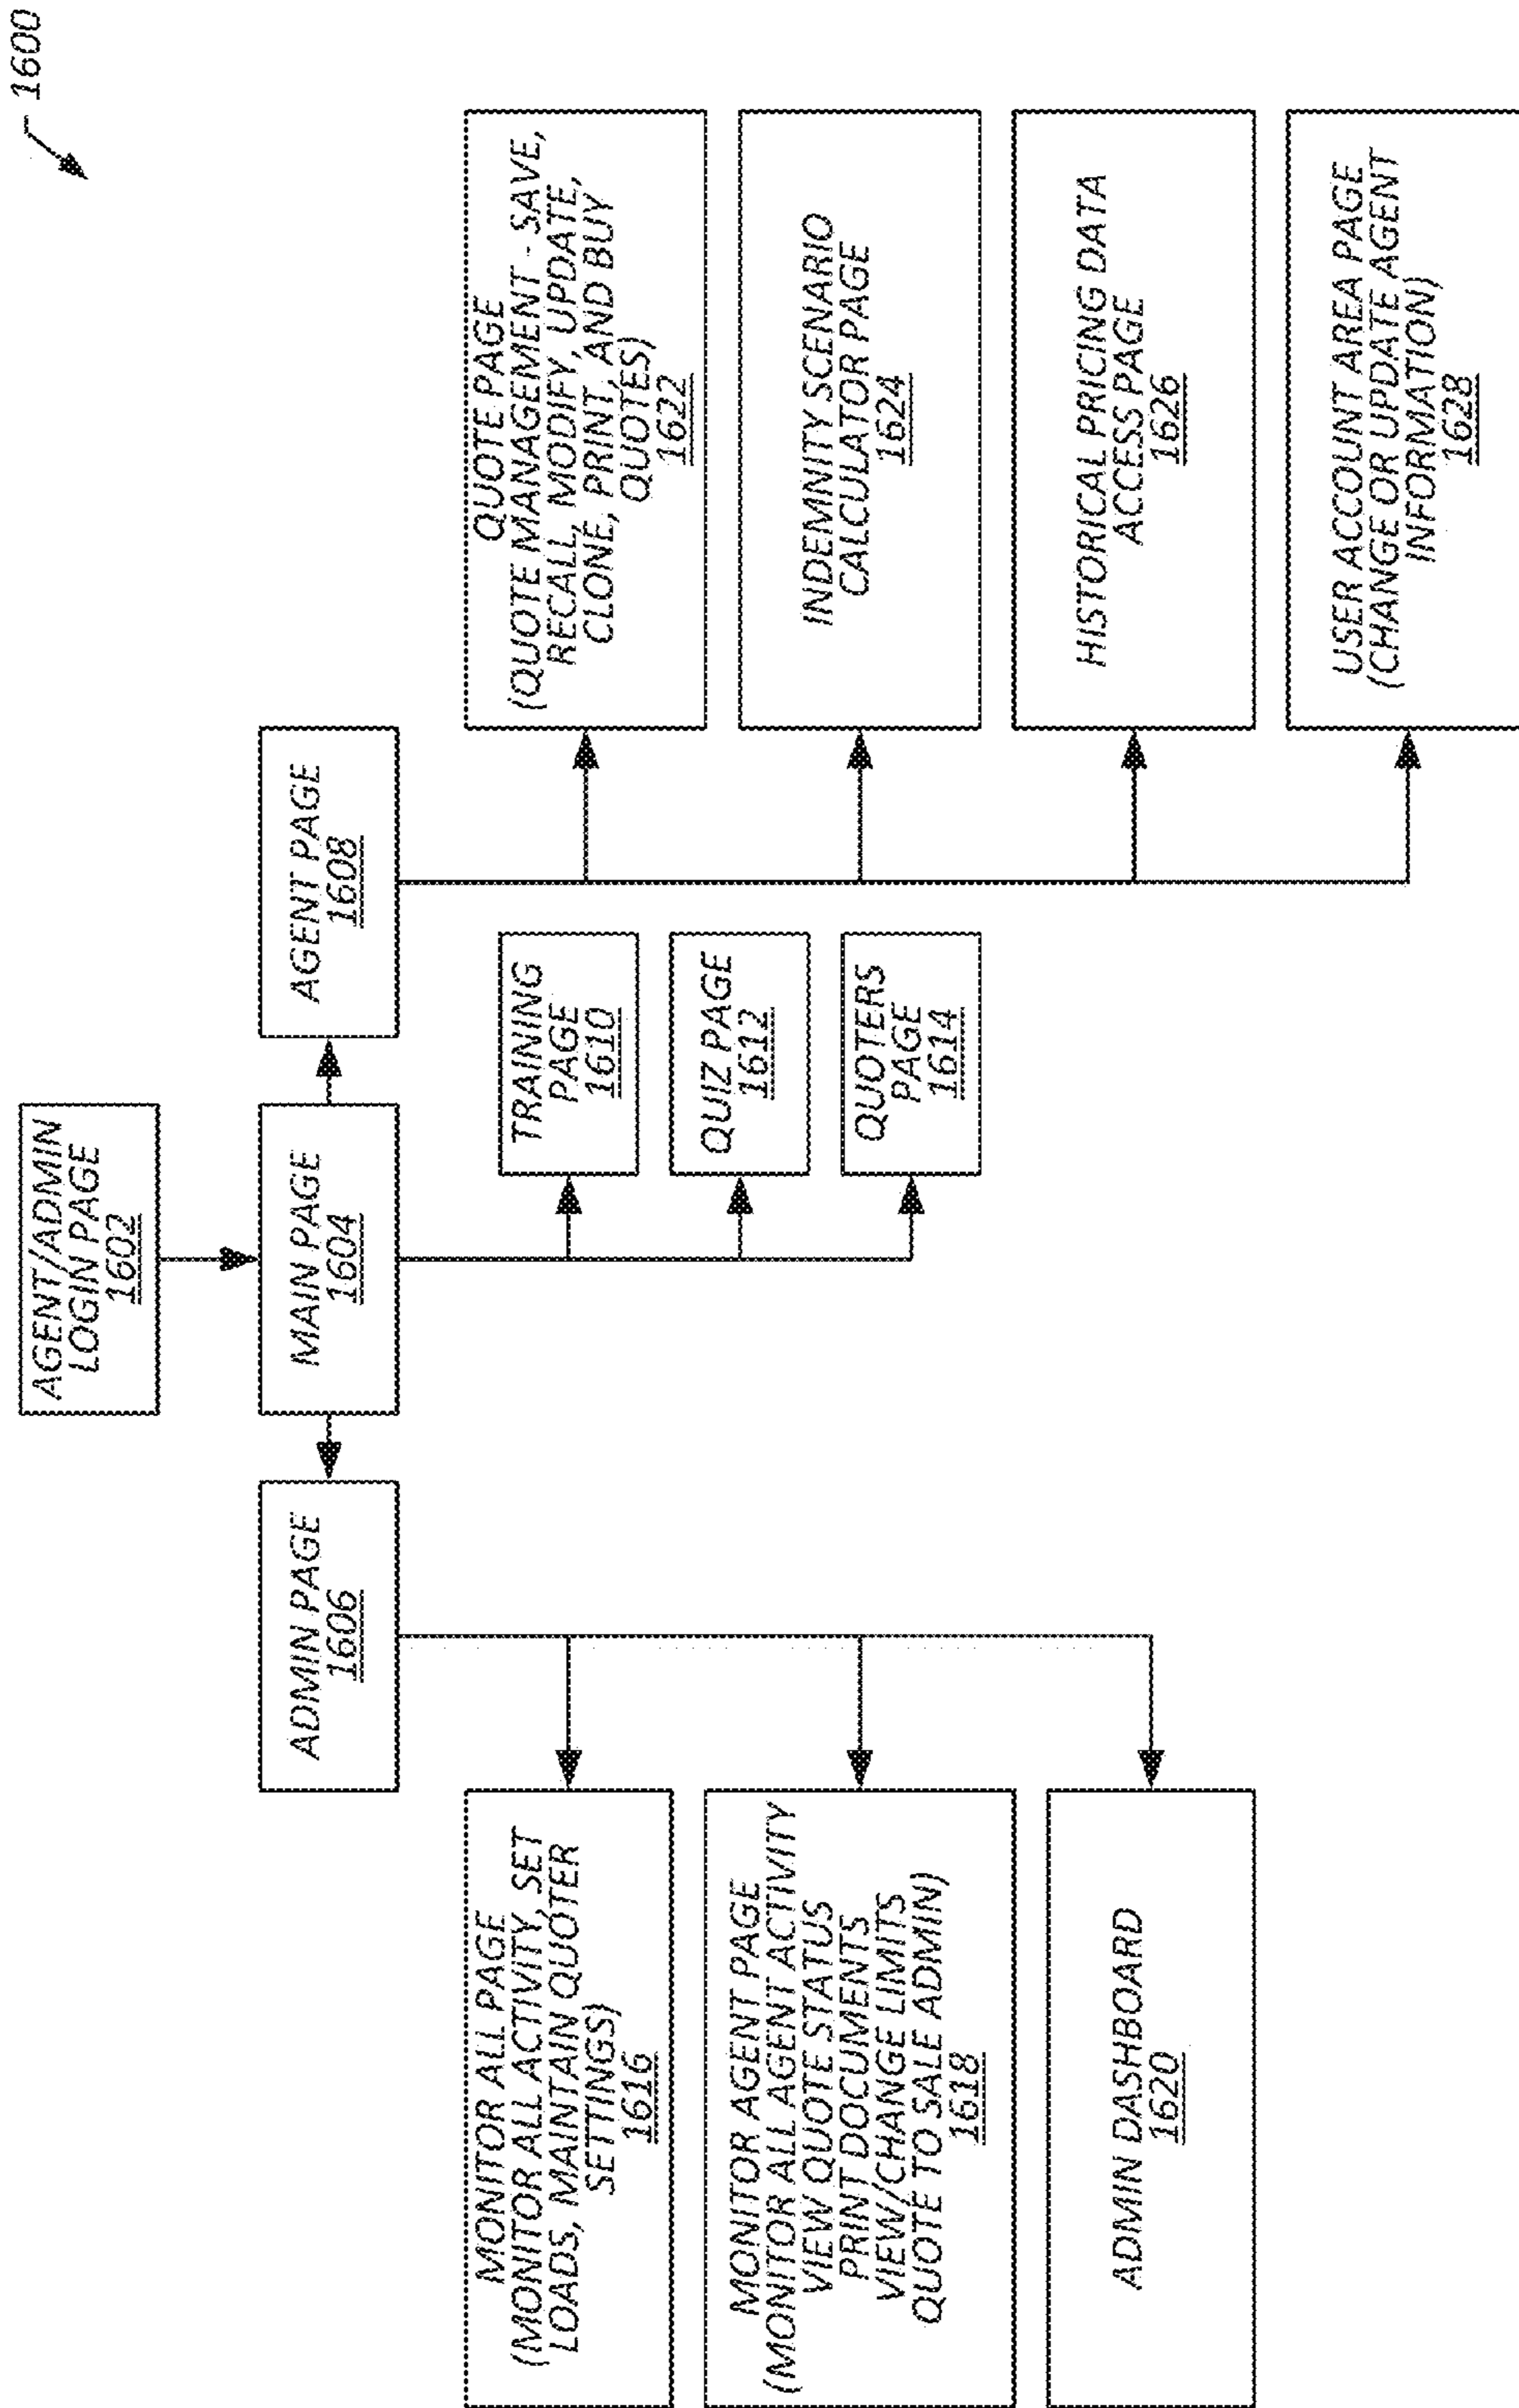 1600
AGENT/ADMIN
LOGIN PAGE
1602
MAIN PAGE
1604
ADMIN PAGE
1606
AGENT PAGE
1608
TRAINING
PAGE
1610
QUIZ PAGE
1612
QUOTERS
PAGE
1614
MONITOR ALL PAGE
(MONITOR ALL ACTIVITY, SET
LOADS, MAINTAIN QUOTER
SETTINGS)
1616
MONITOR AGENT PAGE
(MONITOR ALL AGENT ACTIVITY
VIEW QUOTE STATUS
PRINT DOCUMENTS
VIEW/CHANGE LIMITS
QUOTE TO SALE ADMIN)
1618
ADMIN DASHBOARD
1620
QUOTE PAGE
(QUOTE MANAGEMENT - SAVE,
RECALL, MODIFY, UPDATE,
CLONE, PRINT, AND BUY
QUOTES)
1622
INDEMNITY SCENARIO
CALCULATOR PAGE
1624
HISTORICAL PRICING DATA
ACCESS PAGE
1626
USER ACCOUNT AREA PAGE
(CHANGE OR UPDATE AGENT
INFORMATION)
1628